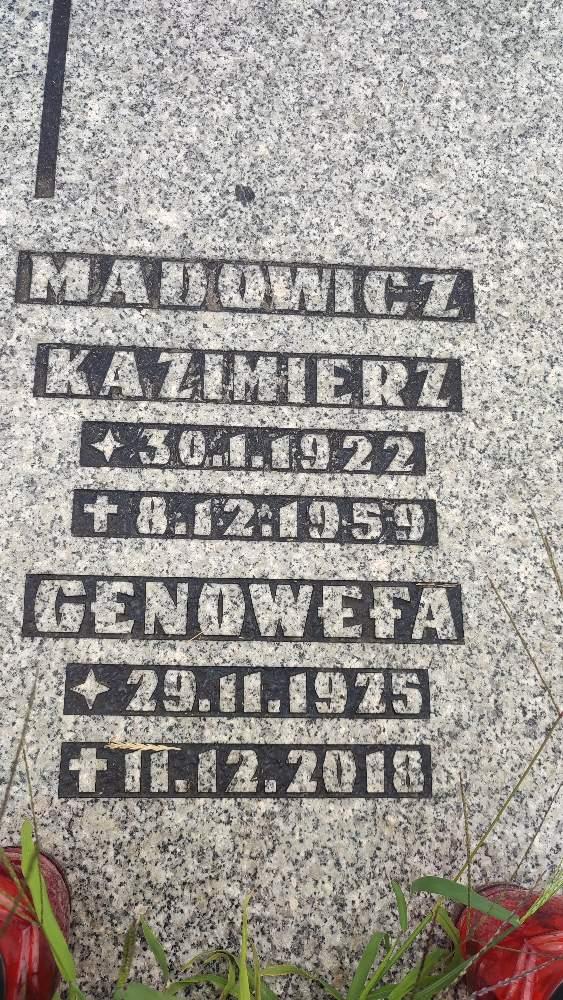 MADOWICZ
KAZIMIERZ
✦ 30.1.1922
✝ 8.12.1959
GENOWEFA
✦ 29.11.1925
✝ 11.12.2018